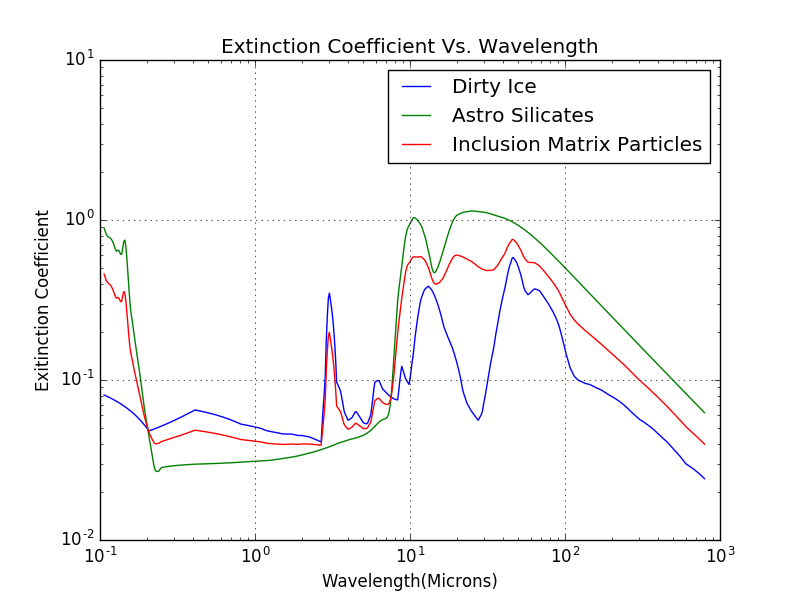 Extinction Coefficient Vs. Wavelength
Dirty Ice
Astro Silicates
Inclusion Matrix Particles
10^1
10^0
10^-1
10^-2
Exitinction Coefficient
10^-1
10^0
10^1
10^2
10^3
Wavelength(Microns)